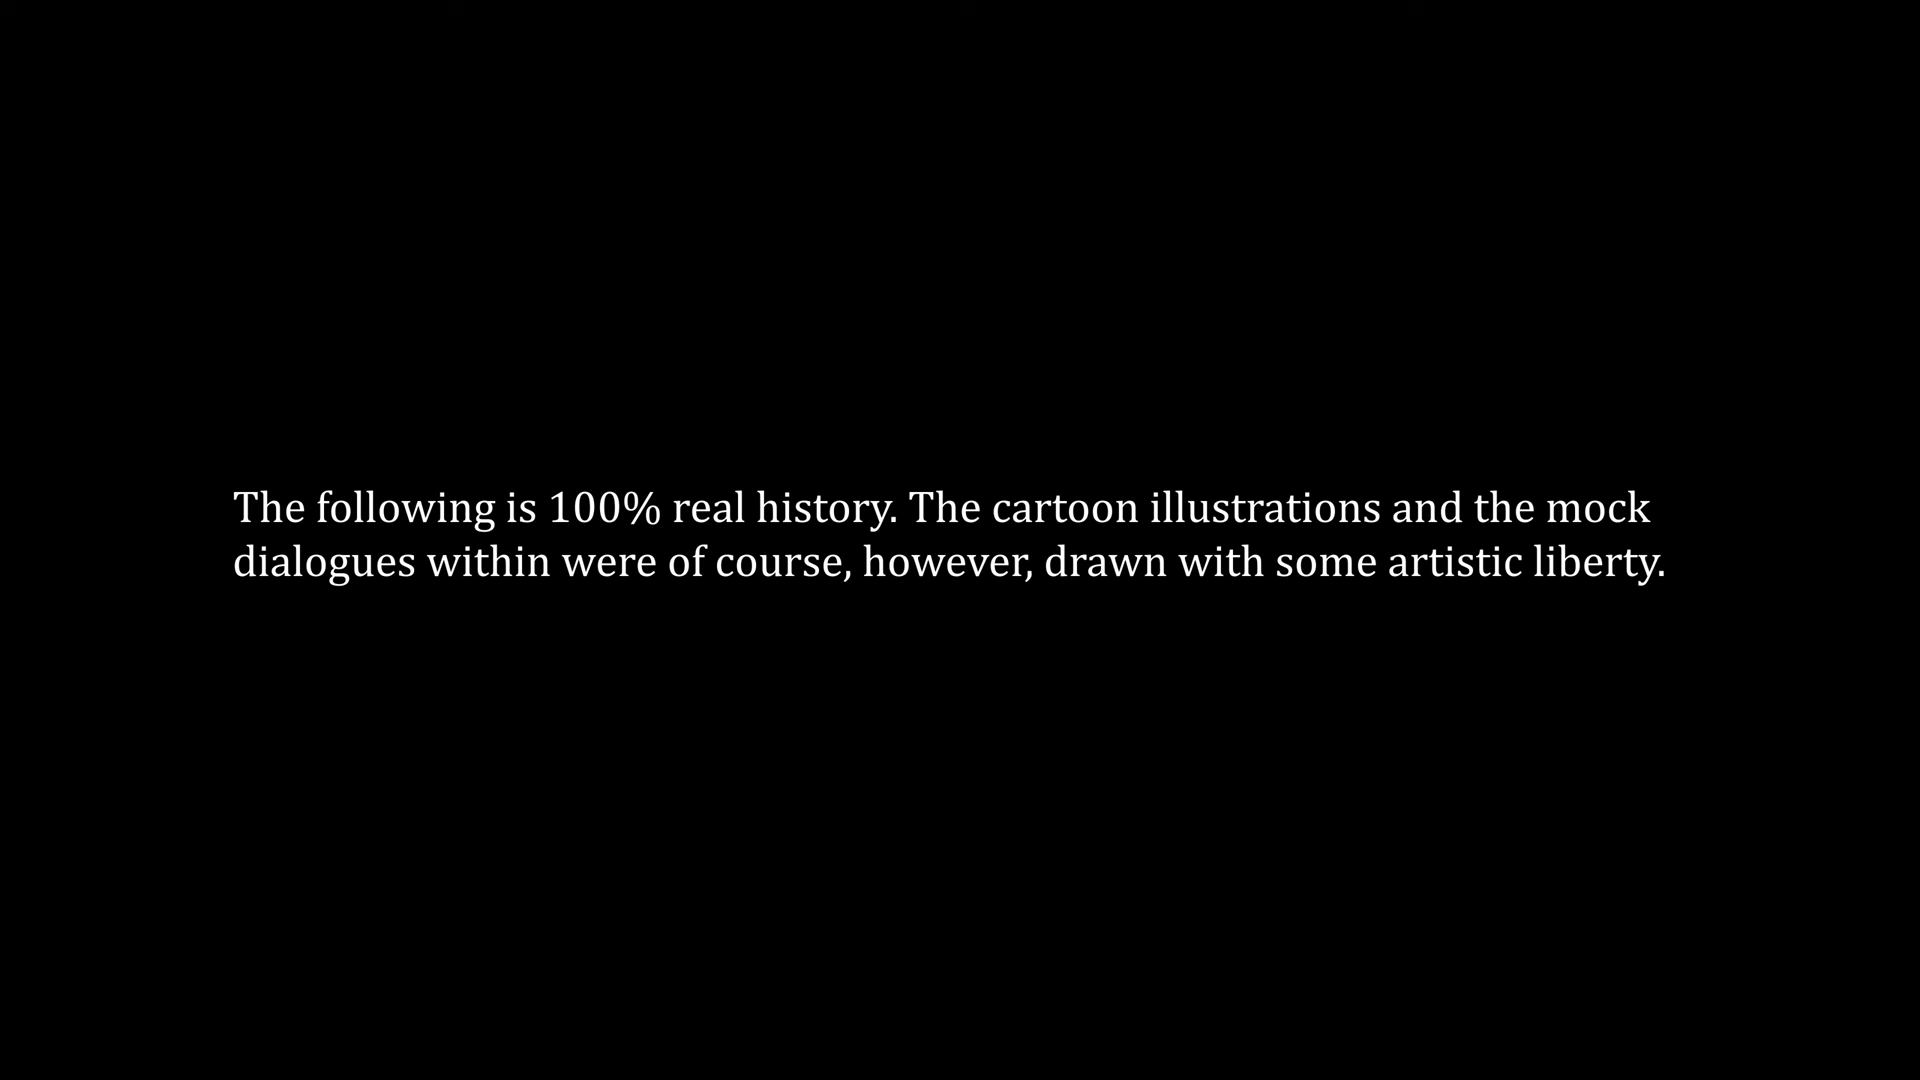 The following is 100% real history. The cartoon illustrations and the mock
dialogues within were of course, however, drawn with some artistic liberty.